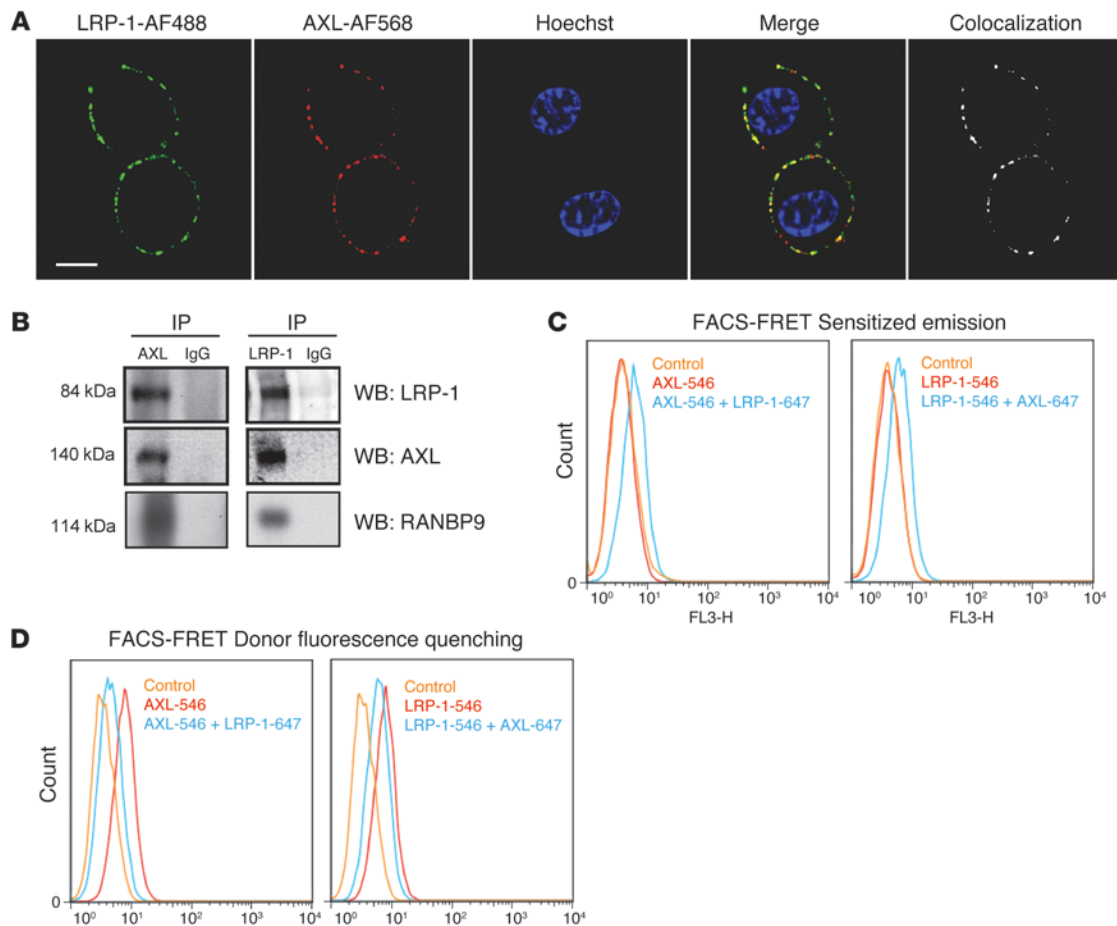 A
LRP-1-AF488 AXL-AF568 Hoechst Merge Colocalization
B
IP IP
AXL IgG LRP-1 IgG
84 kDa WB: LRP-1
140 kDa WB: AXL
114 kDa WB: RANBP9
C
FACS-FRET Sensitized emission
Control
AXL-546
AXL-546 + LRP-1-647
Count
0
10⁰ 10¹ 10² 10³ 10⁴
FL3-H
Control
LRP-1-546
LRP-1-546 + AXL-647
0
10⁰ 10¹ 10² 10³ 10⁴
FL3-H
D
FACS-FRET Donor fluorescence quenching
Control
AXL-546
AXL-546 + LRP-1-647
Count
0
10⁰ 10¹ 10² 10³ 10⁴
Control
LRP-1-546
LRP-1-546 + AXL-647
10⁰ 10¹ 10² 10³ 10⁴